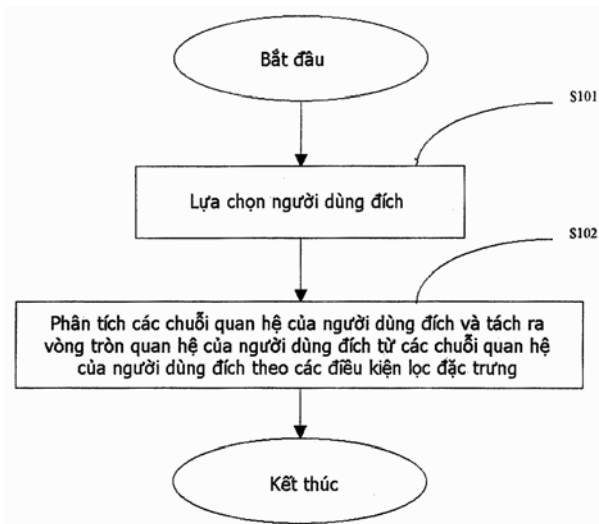 Bắt đầu
S101
Lựa chọn người dùng đích
S102
Phân tích các chuỗi quan hệ của người dùng đích và tách ra
vòng tròn quan hệ của người dùng đích từ các chuỗi quan hệ
của người dùng đích theo các điều kiện lọc đặc trưng
Kết thúc